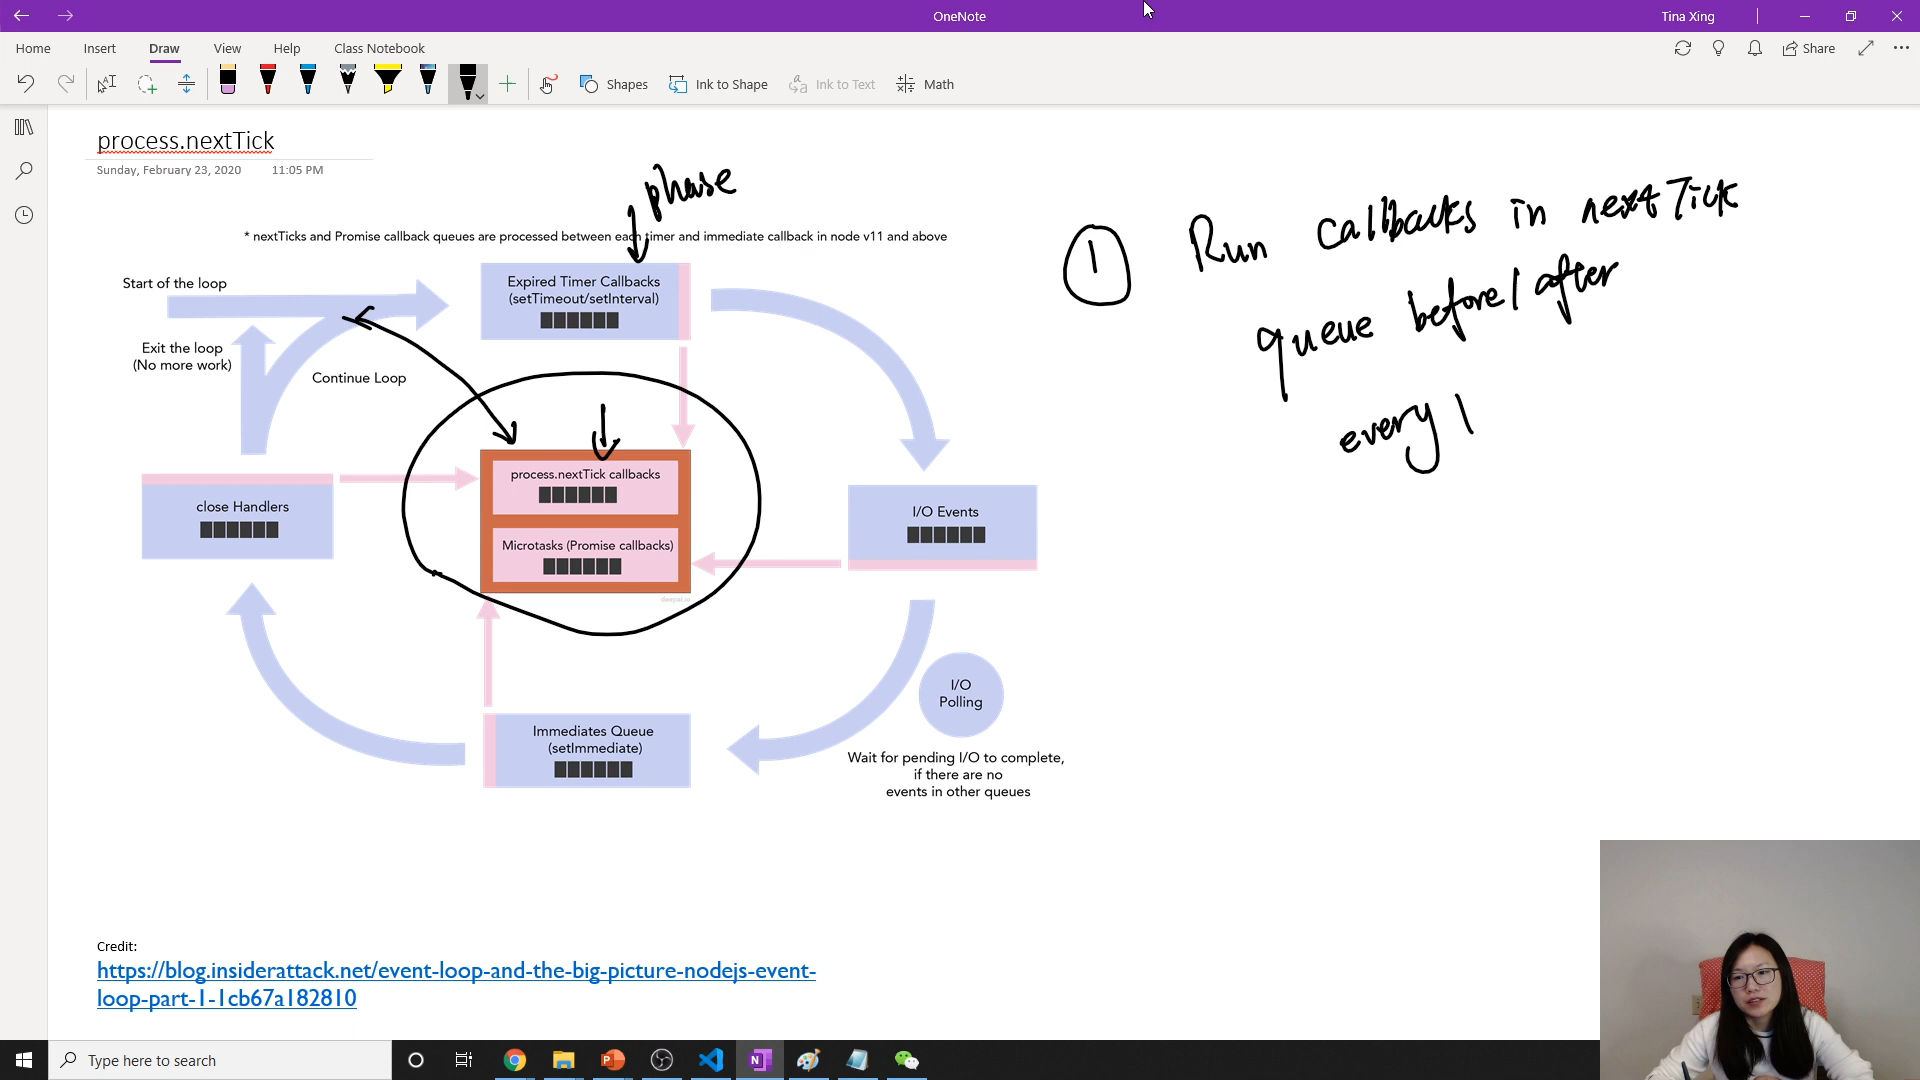 OneNote
Tina Xing
Home Insert Draw View Help Class Notebook
Share
Shapes Ink to Shape Ink to Text Math
process.nextTick
Sunday, February 23, 2020 11:05 PM
phase
* nextTicks and Promise callback queues are processed between each timer and immediate callback in node v11 and above
Start of the loop
Expired Timer Callbacks
(setTimeout/setInterval)
Exit the loop
(No more work)
Continue Loop
process.nextTick callbacks
Microtasks (Promise callbacks)
close Handlers
I/O Events
I/O
Polling
Immediates Queue
(setImmediate)
Wait for pending I/O to complete,
if there are no
events in other queues
1 Run callbacks in nextTick
queue before/after
every
Credit:
https://blog.insiderattack.net/event-loop-and-the-big-picture-nodejs-event-
loop-part-1-1cb67a182810
Type here to search